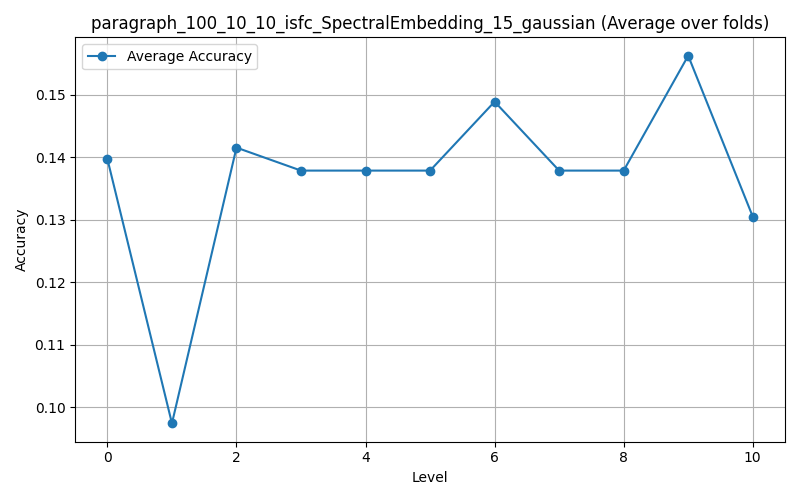 paragraph_100_10_10_isfc_SpectralEmbedding_15_gaussian (Average over folds)
Average Accuracy
0.15
0.14
0.13
0.12
0.11
0.10
Accuracy
0 2 4 6 8 10
Level